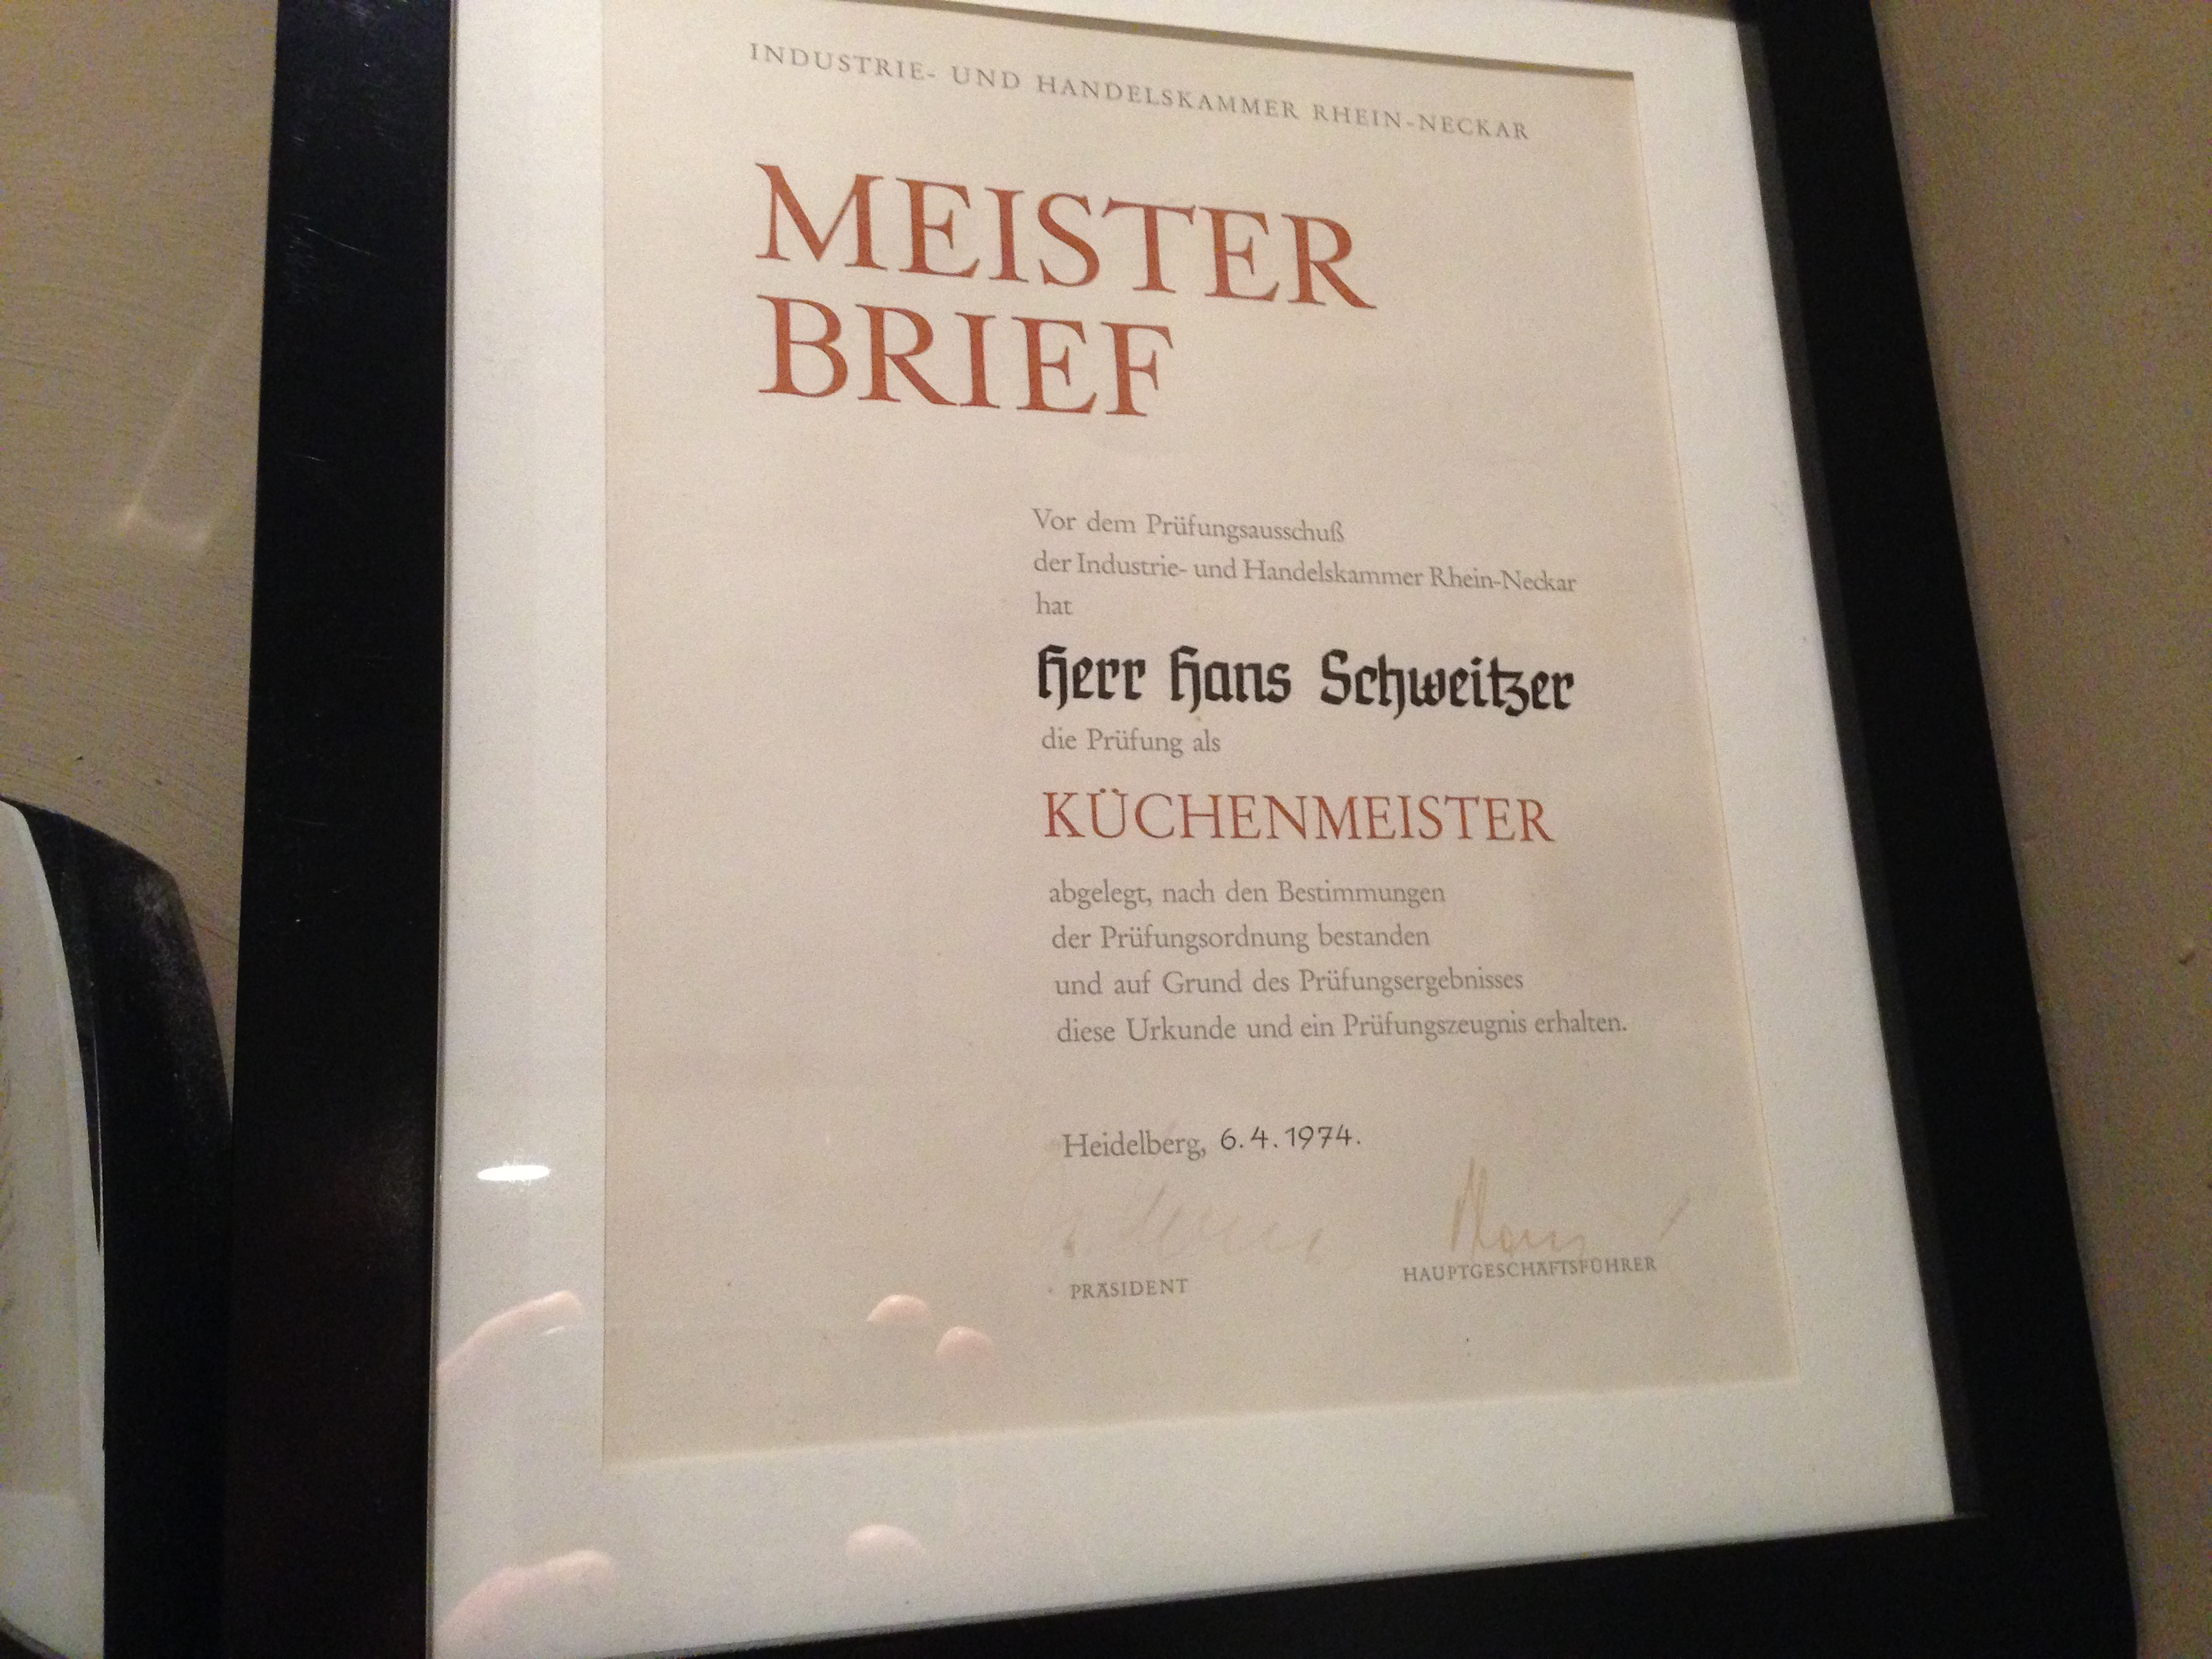 INDUSTRIE- UND HANDELSKAMMER RHEIN-NECKAR
MEISTER
BRIEF
Vor dem Prüfungsausschuß
der Industrie- und Handelskammer Rhein-Neckar
hat
Herr Hans Schweitzer
die Prüfung als
KÜCHENMEISTER
abgelegt, nach den Bestimmungen
der Prüfungsordnung bestanden
und auf Grund des Prüfungsergebnisses
diese Urkunde und ein Prüfungszeugnis erhalten.
Heidelberg, 6.4.1974.
PRÄSIDENT
HAUPTGESCHÄFTSFÜHRER